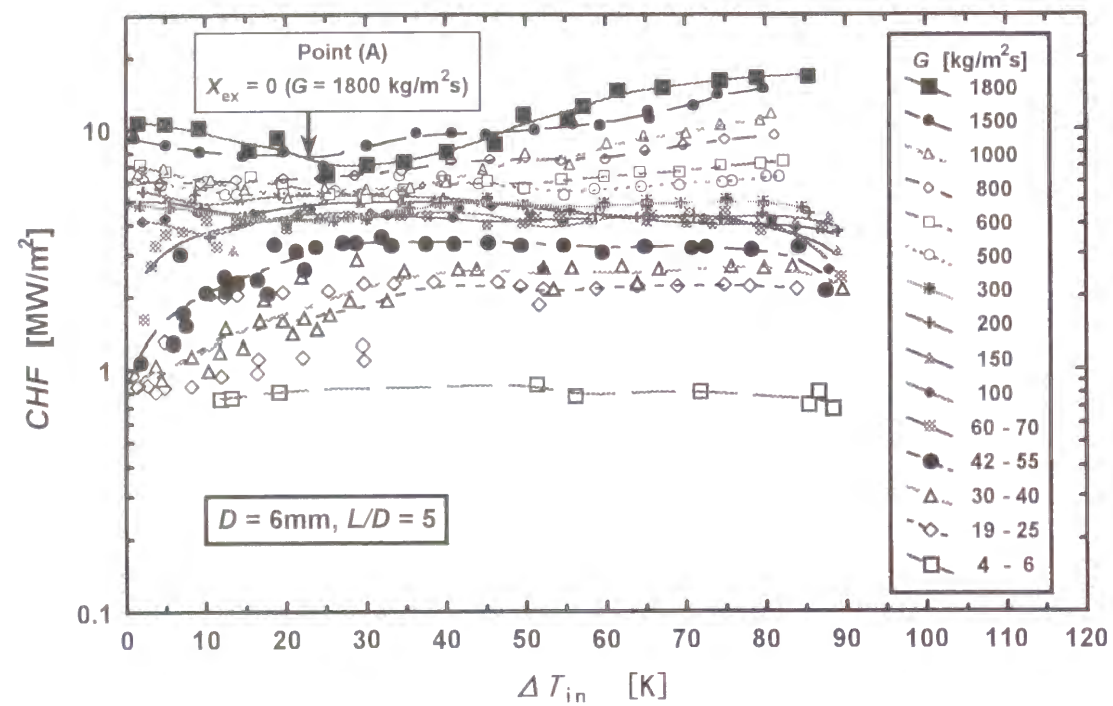 Point (A)
X_ex = 0 (G = 1800 kg/m²s)
CHF [MW/m²]
10
1
0.1
D = 6mm, L/D = 5
0 10 20 30 40 50 60 70 80 90 100 110 120
Δ T_in [K]
G [kg/m²s]
1800
1500
1000
800
600
500
300
200
150
100
60 - 70
42 - 55
30 - 40
19 - 25
4 - 6